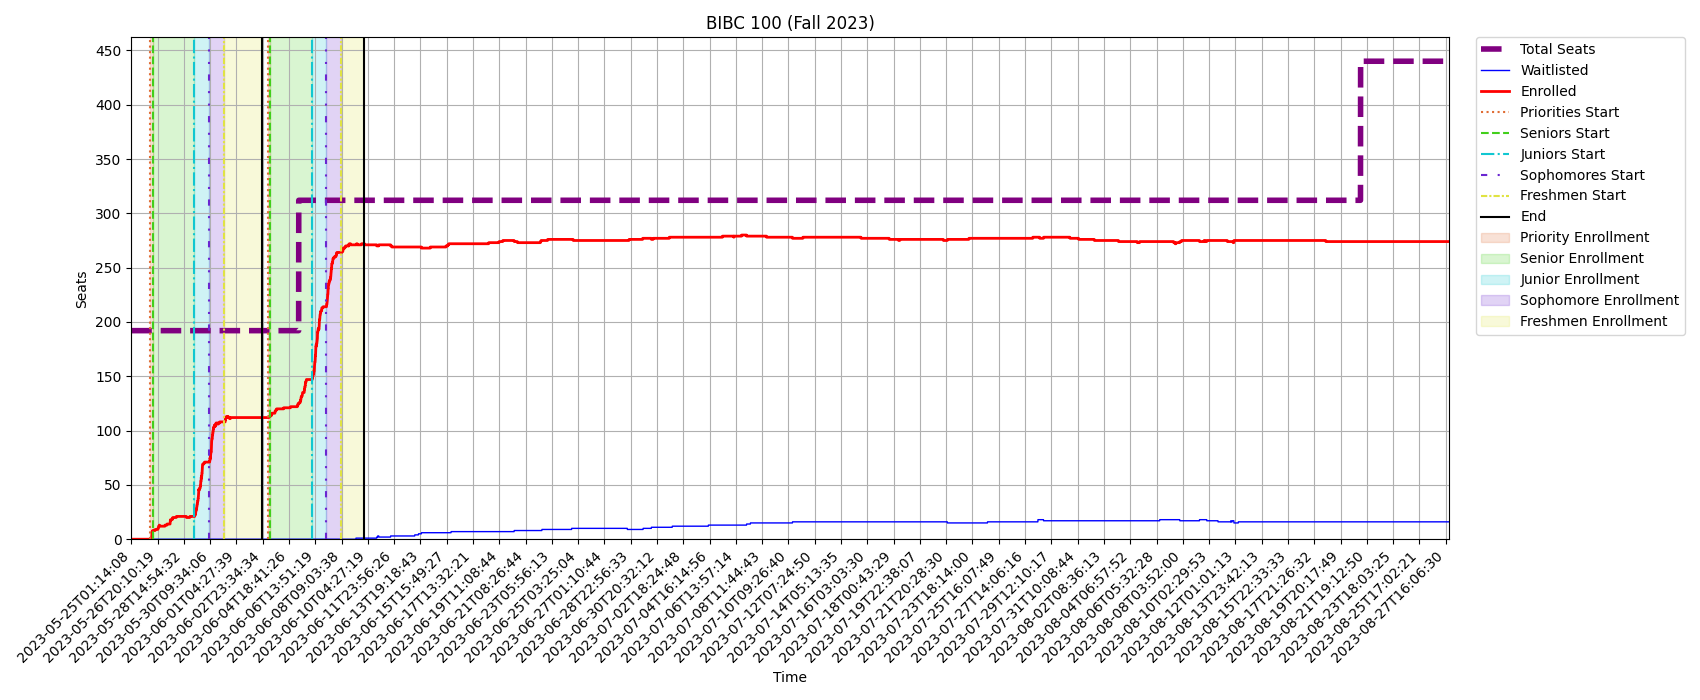 BIBC 100 (Fall 2023)
450
400
350
300
250
200
150
100
50
0
Seats
2023-05-25T01:14:08
2023-05-26T20:10:19
2023-05-28T14:54:32
2023-05-30T09:34:06
2023-06-01T04:27:39
2023-06-02T23:34:34
2023-06-04T18:41:26
2023-06-06T13:51:19
2023-06-08T09:03:38
2023-06-10T04:27:19
2023-06-11T23:56:26
2023-06-13T19:18:43
2023-06-15T15:49:27
2023-06-17T13:32:21
2023-06-19T11:08:44
2023-06-21T08:26:44
2023-06-23T05:56:13
2023-06-25T03:25:04
2023-06-27T01:10:44
2023-06-28T22:56:33
2023-06-30T20:32:12
2023-07-02T18:24:48
2023-07-04T16:14:56
2023-07-06T13:57:14
2023-07-08T11:44:43
2023-07-10T09:26:40
2023-07-12T07:24:50
2023-07-14T05:13:35
2023-07-16T03:03:30
2023-07-18T00:43:29
2023-07-19T22:38:07
2023-07-21T20:28:30
2023-07-23T18:14:00
2023-07-25T16:07:49
2023-07-27T14:06:16
2023-07-29T12:10:17
2023-07-31T10:08:44
2023-08-02T08:36:13
2023-08-04T06:57:52
2023-08-06T05:32:28
2023-08-08T03:52:00
2023-08-10T02:29:53
2023-08-12T01:01:13
2023-08-13T23:42:13
2023-08-15T22:33:33
2023-08-17T21:26:32
2023-08-19T20:17:49
2023-08-21T19:12:50
2023-08-23T18:03:25
2023-08-25T17:02:21
2023-08-27T16:06:30
Time
Total Seats
Waitlisted
Enrolled
Priorities Start
Seniors Start
Juniors Start
Sophomores Start
Freshmen Start
End
Priority Enrollment
Senior Enrollment
Junior Enrollment
Sophomore Enrollment
Freshmen Enrollment